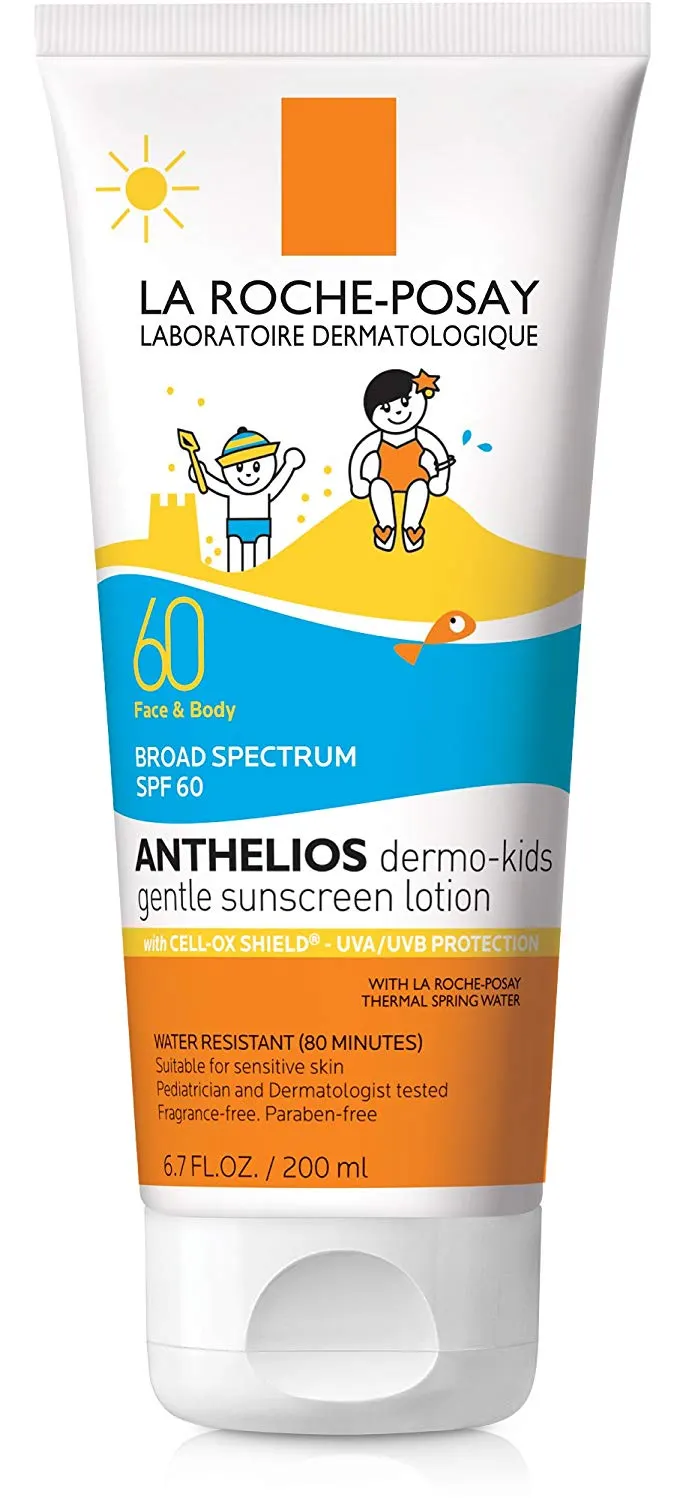 LA ROCHE-POSAY
LABORATOIRE DERMATOLOGIQUE
60
Face & Body
BROAD SPECTRUM
SPF 60
ANTHELIOS dermo-kids
gentle sunscreen lotion
with CELL-OX SHIELD® - UVA/UVB PROTECTION
WITH LA ROCHE-POSAY
THERMAL SPRING WATER
WATER RESISTANT (80 MINUTES)
Suitable for sensitive skin
Pediatrician and Dermatologist tested
Fragrance-free. Paraben-free
6.7 FL.OZ. / 200 ml